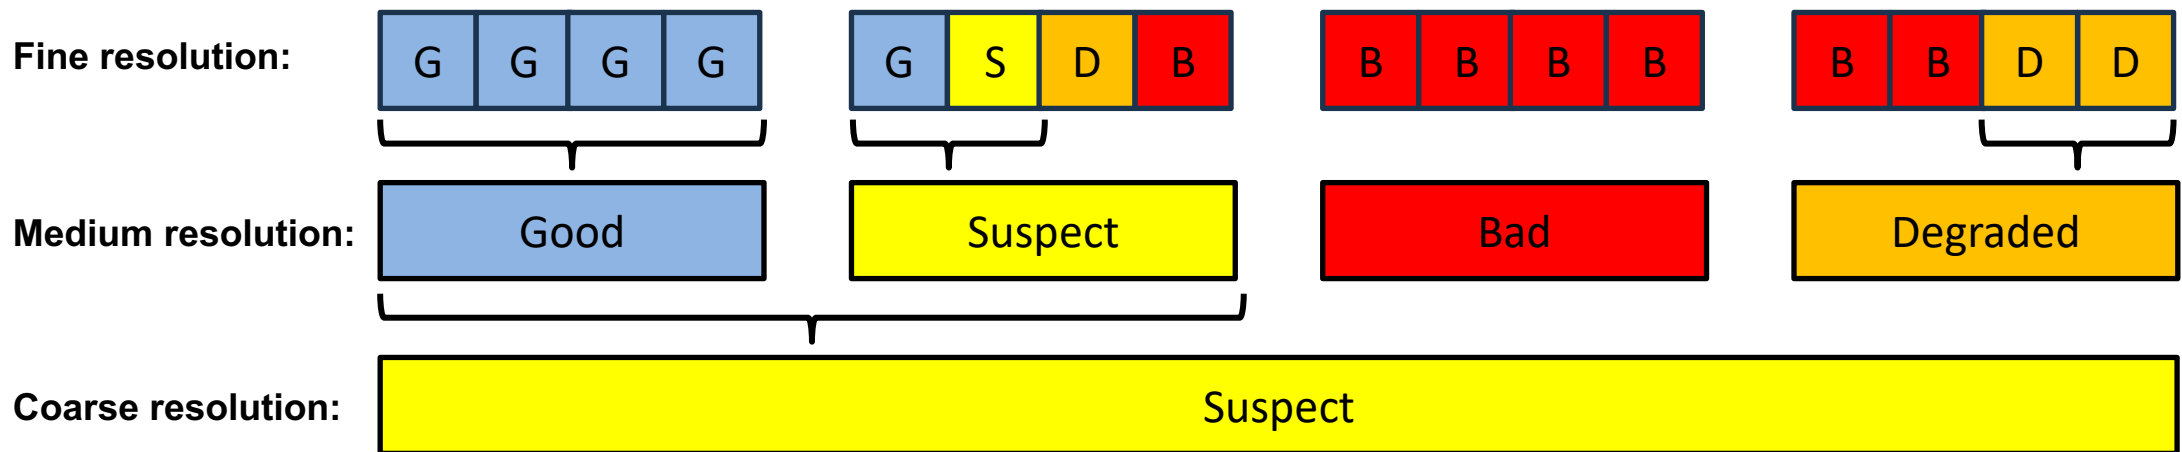 Fine resolution: G G G G G S D B B B B B B B D D
Medium resolution: Good Suspect Bad Degraded
Coarse resolution: Suspect